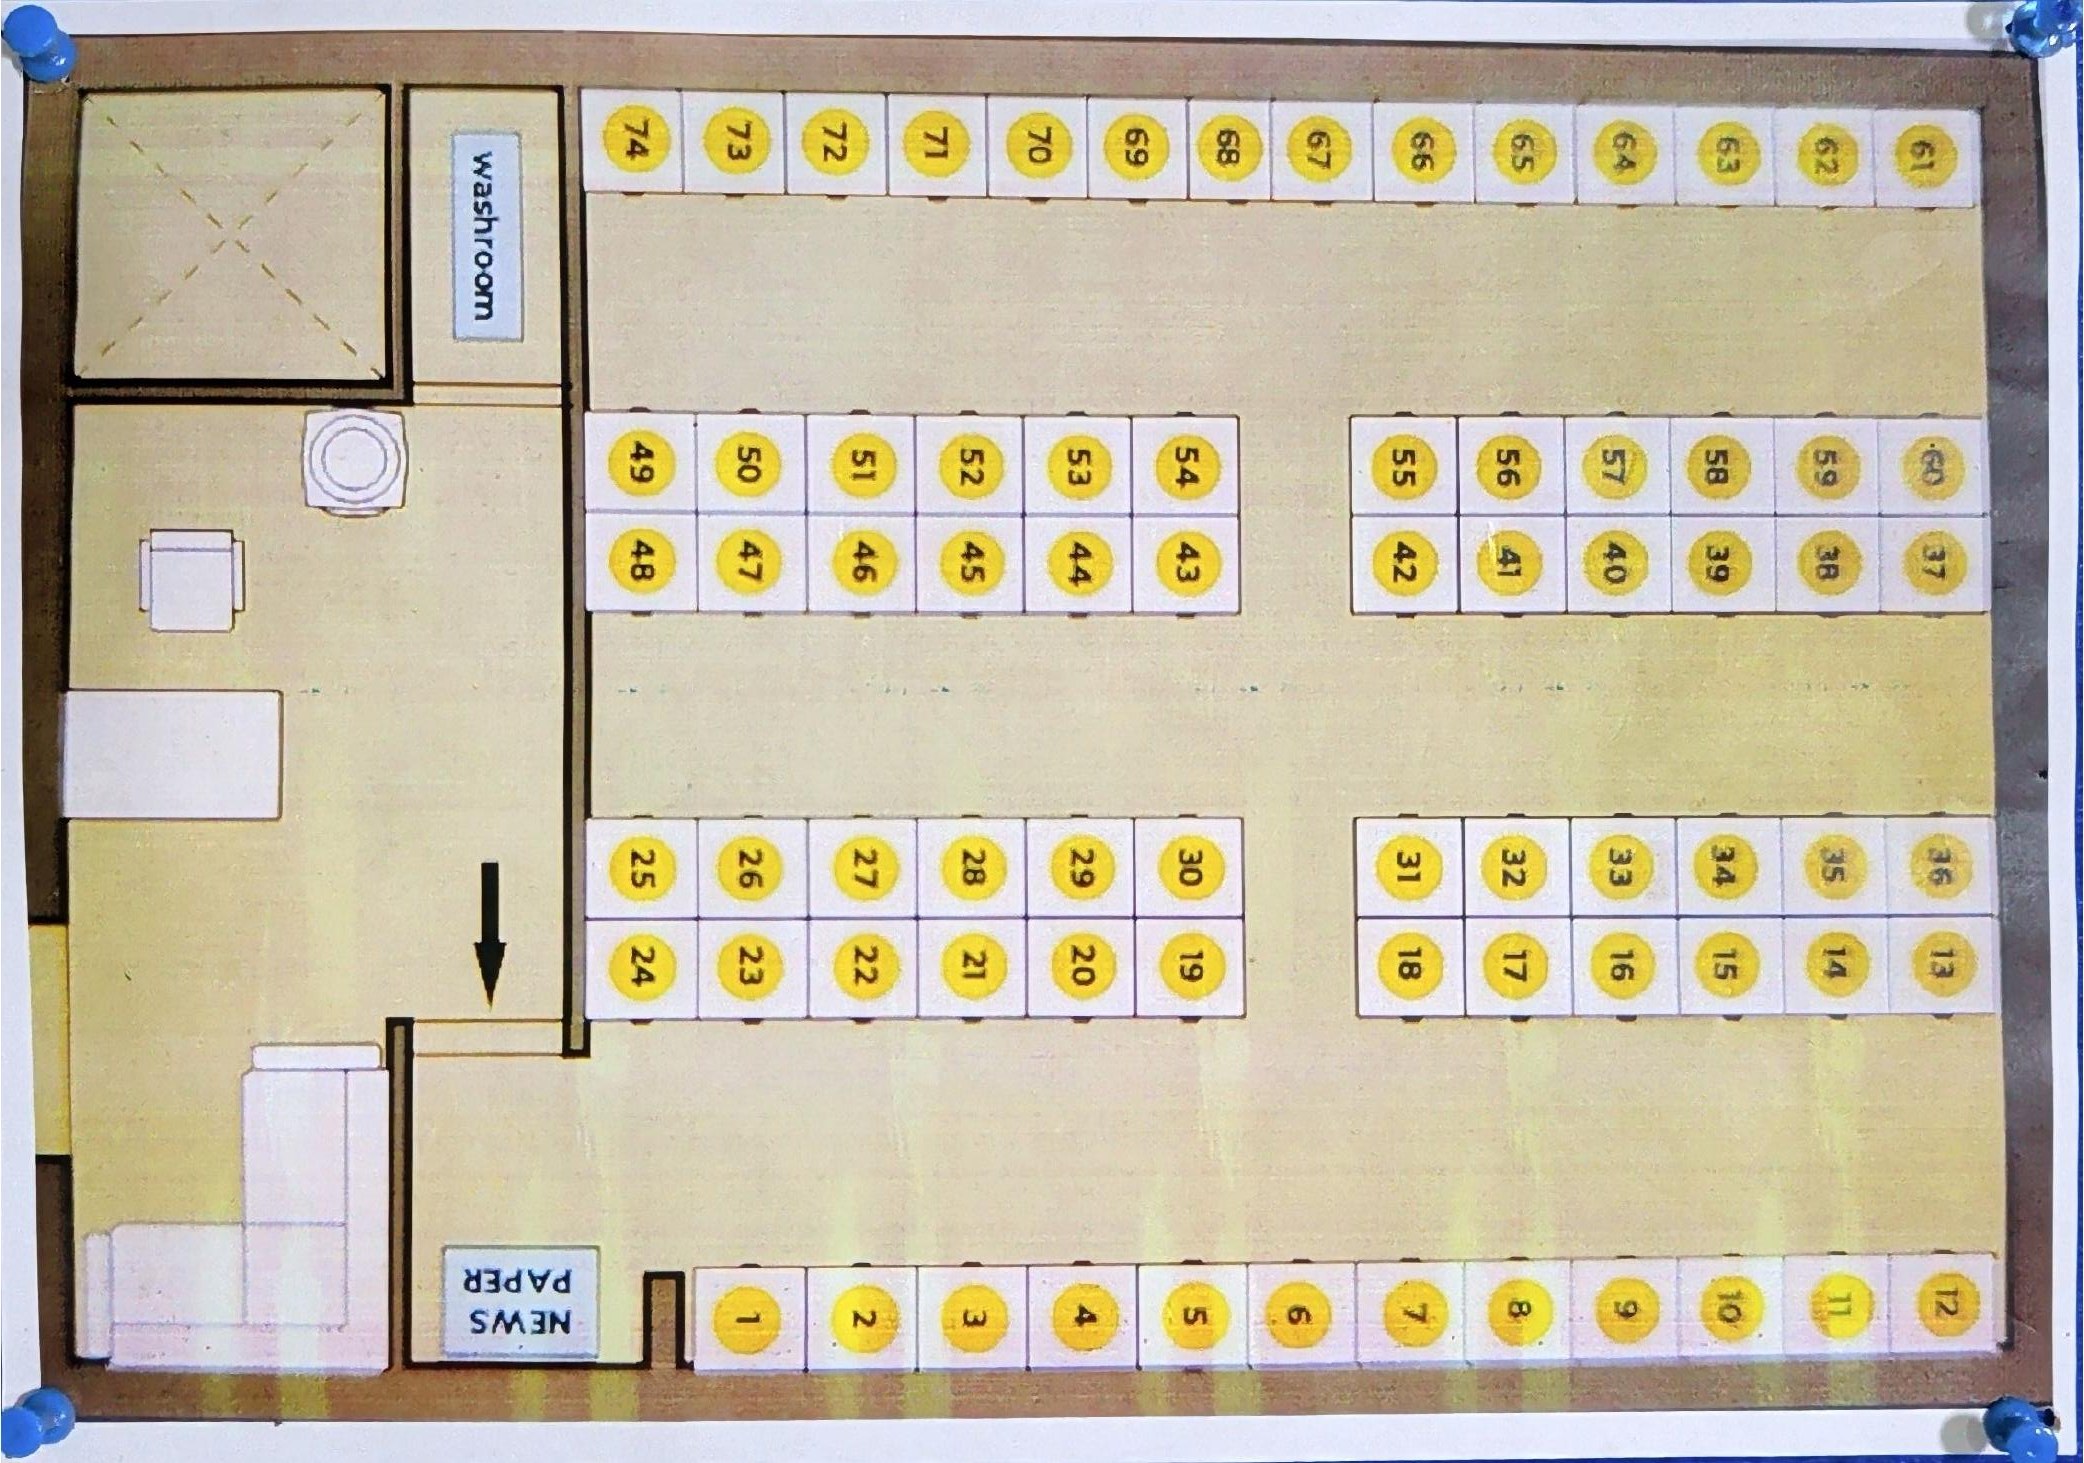 washroom
74 73 72 71 70 69 68 67 66 65 64 63 62 61
49 50 51 52 53 54 55 56 57 58 59 60
48 47 46 45 44 43 42 41 40 39 38 37
25 26 27 28 29 30 31 32 33 34 35 36
24 23 22 21 20 19 18 17 16 15 14 13
NEWS
PAPER
1 2 3 4 5 6 7 8 9 10 11 12